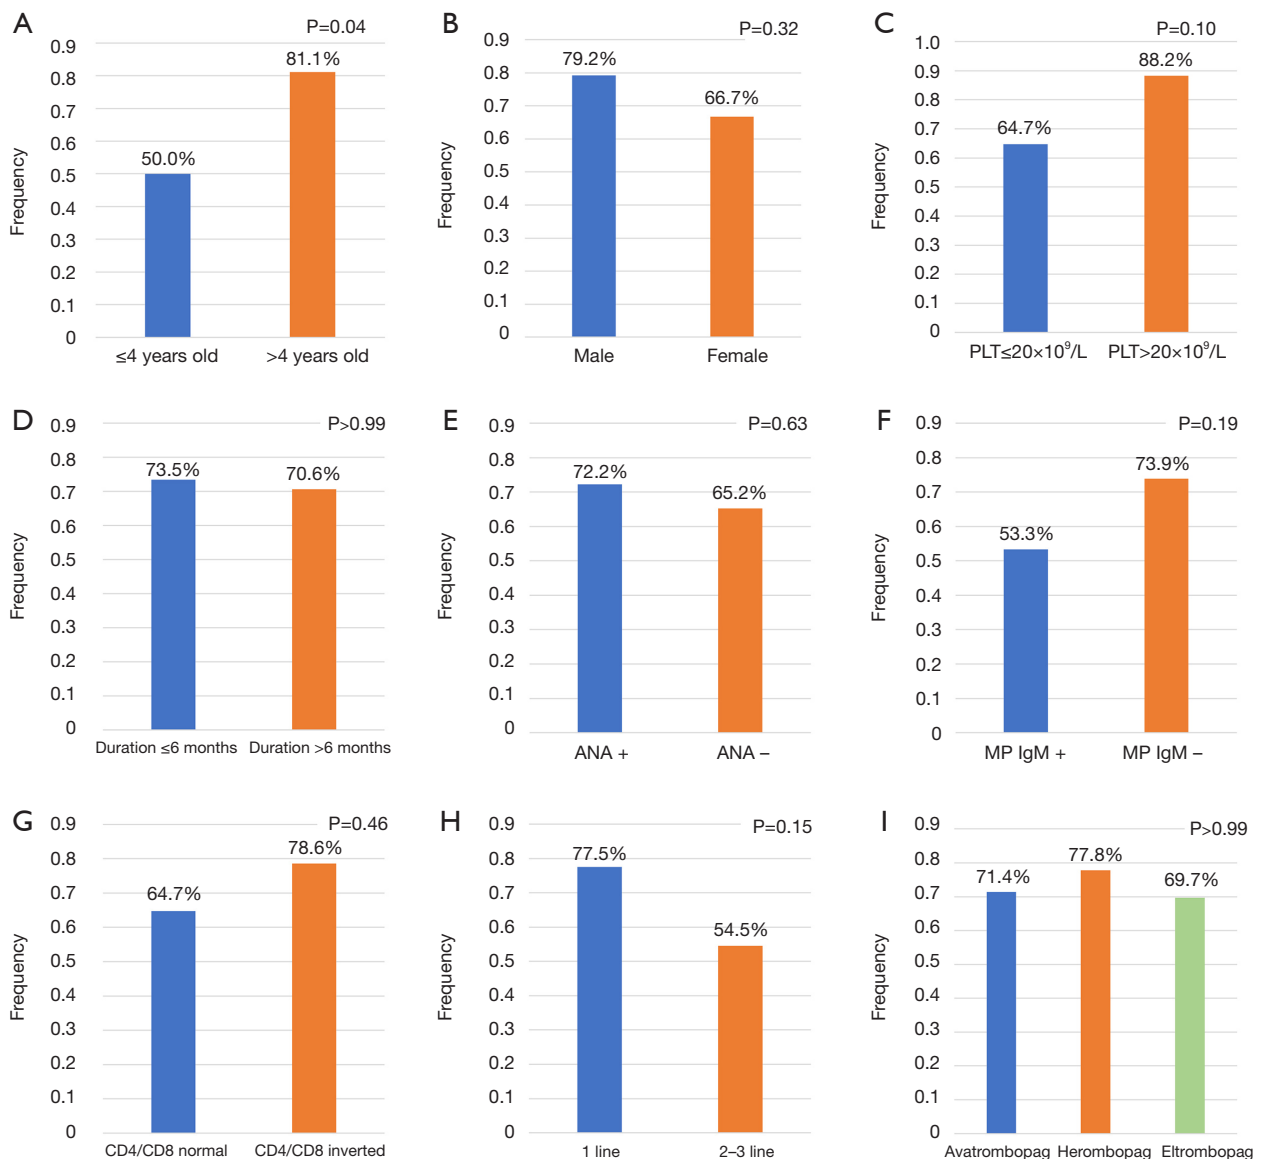 A
P=0.04
0.9
0.8
0.7
0.6
0.5
0.4
0.3
0.2
0.1
0
Frequency
50.0%
81.1%
≤4 years old
>4 years old
B
P=0.32
0.9
0.8
0.7
0.6
0.5
0.4
0.3
0.2
0.1
0
Frequency
79.2%
66.7%
Male
Female
C
P=0.10
1.0
0.9
0.8
0.7
0.6
0.5
0.4
0.3
0.2
0.1
0
Frequency
64.7%
88.2%
PLT≤20×10⁹/L
PLT>20×10⁹/L
D
P>0.99
0.9
0.8
0.7
0.6
0.5
0.4
0.3
0.2
0.1
0
Frequency
73.5%
70.6%
Duration ≤6 months
Duration >6 months
E
P=0.63
0.9
0.8
0.7
0.6
0.5
0.4
0.3
0.2
0.1
0
Frequency
72.2%
65.2%
ANA +
ANA –
F
P=0.19
0.9
0.8
0.7
0.6
0.5
0.4
0.3
0.2
0.1
0
Frequency
53.3%
73.9%
MP IgM +
MP IgM –
G
P=0.46
0.9
0.8
0.7
0.6
0.5
0.4
0.3
0.2
0.1
0
Frequency
64.7%
78.6%
CD4/CD8 normal
CD4/CD8 inverted
H
P=0.15
0.9
0.8
0.7
0.6
0.5
0.4
0.3
0.2
0.1
0
Frequency
77.5%
54.5%
1 line
2–3 line
I
P>0.99
0.9
0.8
0.7
0.6
0.5
0.4
0.3
0.2
0.1
0
Frequency
71.4%
77.8%
69.7%
Avatrombopag
Herombopag
Eltrombopag